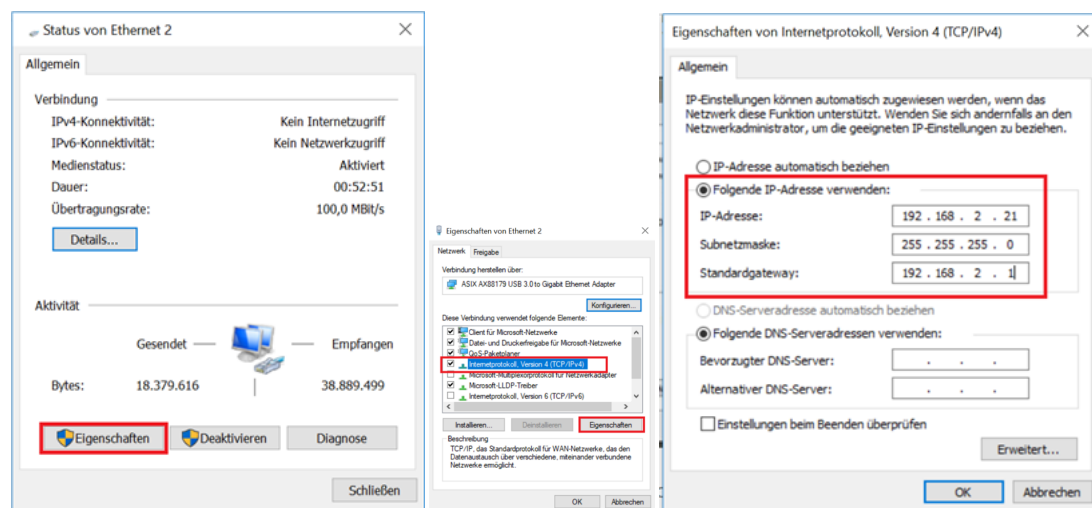 Status von Ethernet 2
Allgemein
Verbindung
IPv4-Konnektivität: Kein Internetzugriff
IPv6-Konnektivität: Kein Netzwerkzugriff
Medienstatus: Aktiviert
Dauer: 00:52:51
Übertragungsrate: 100,0 MBit/s
Details...
Aktivität
Gesendet Empfangen
Bytes: 18.379.616 38.889.499
Eigenschaften Deaktivieren Diagnose
Schließen
Eigenschaften von Ethernet 2
Netzwerk Freigabe
Verbindung herstellen über:
ASIX AX88179 USB 3.0 to Gigabit Ethernet Adapter
Konfigurieren...
Diese Verbindung verwendet folgende Elemente:
Client für Microsoft-Netzwerke
Datei- und Druckerfreigabe für Microsoft-Netzwerke
QoS-Paketplaner
Internetprotokoll, Version 4 (TCP/IPv4)
Microsoft-Multiplexorprotokoll für Netzwerkadapter
Microsoft-LLDP-Treiber
Internetprotokoll, Version 6 (TCP/IPv6)
Installieren... Deinstallieren Eigenschaften
Beschreibung
TCP/IP, das Standardprotokoll für WAN-Netzwerke, das den
Datenaustausch über verschiedene, miteinander verbundene
Netzwerke ermöglicht.
OK Abbrechen
Eigenschaften von Internetprotokoll, Version 4 (TCP/IPv4)
Allgemein
IP-Einstellungen können automatisch zugewiesen werden, wenn das
Netzwerk diese Funktion unterstützt. Wenden Sie sich andernfalls an den
Netzwerkadministrator, um die geeigneten IP-Einstellungen zu beziehen.
IP-Adresse automatisch beziehen
Folgende IP-Adresse verwenden:
IP-Adresse: 192 . 168 . 2 . 21
Subnetzmaske: 255 . 255 . 255 . 0
Standardgateway: 192 . 168 . 2 . 1
DNS-Serveradresse automatisch beziehen
Folgende DNS-Serveradressen verwenden:
Bevorzugter DNS-Server: . . .
Alternativer DNS-Server: . . .
Einstellungen beim Beenden überprüfen
Erweitert...
OK Abbrechen